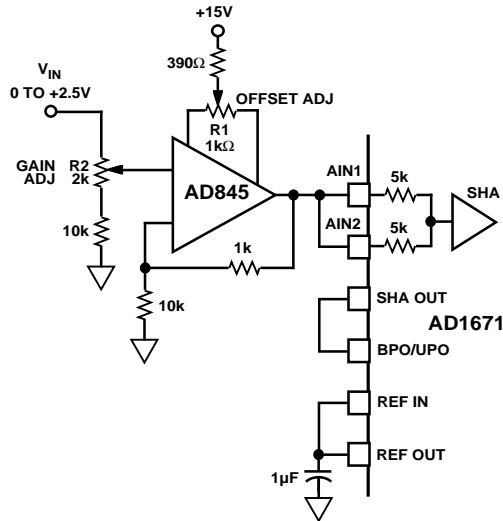 +15V
390Ω
V_IN
0 TO +2.5V
OFFSET ADJ
R1
1kΩ
GAIN
ADJ
R2
2k
AD845
AIN1
5k
SHA
AIN2
5k
10k
1k
10k
SHA OUT
AD1671
BPO/UPO
REF IN
REF OUT
1µF